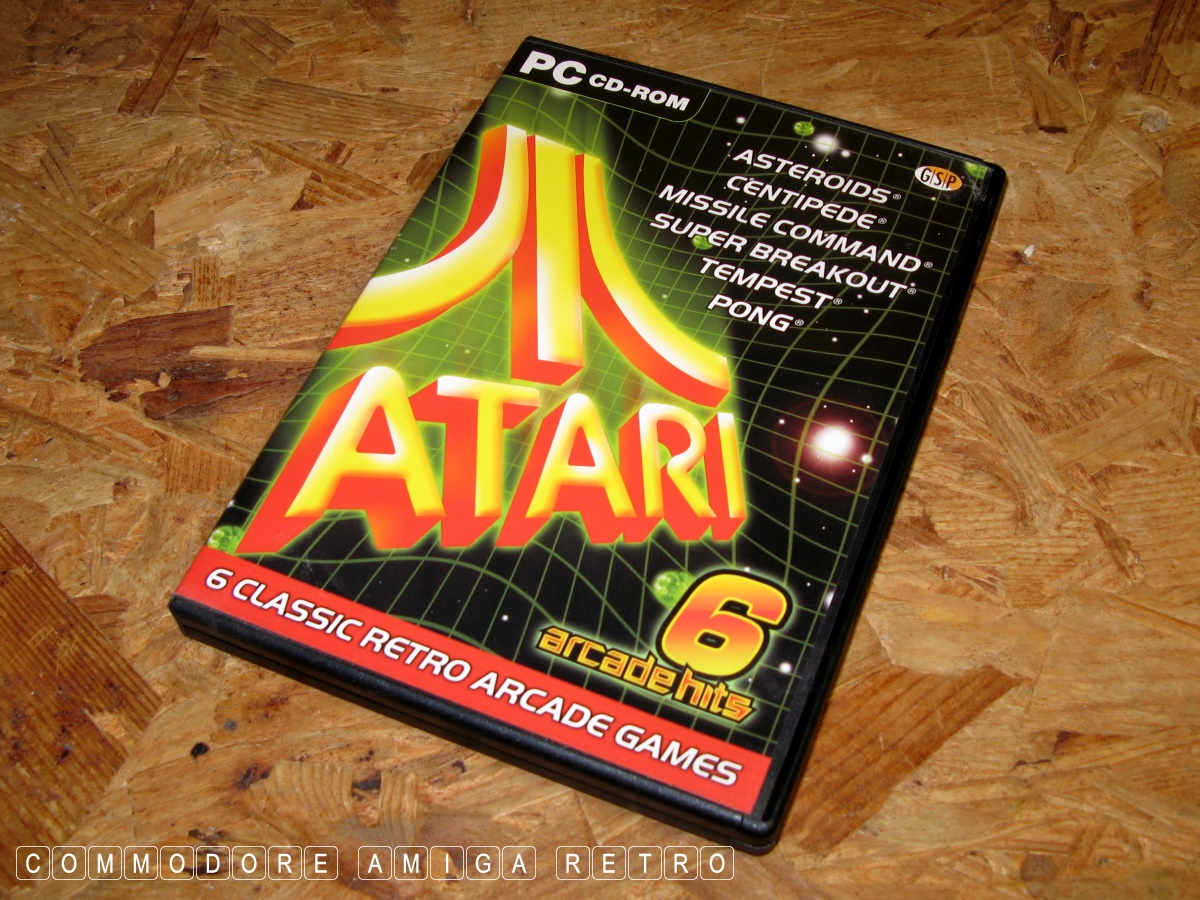 PC CD-ROM
GSP
ASTEROIDS®
CENTIPEDE®
MISSILE COMMAND®
SUPER BREAKOUT®
TEMPEST®
PONG®
ATARI
6
arcade hits
6 CLASSIC RETRO ARCADE GAMES
COMMODORE AMIGA RETRO